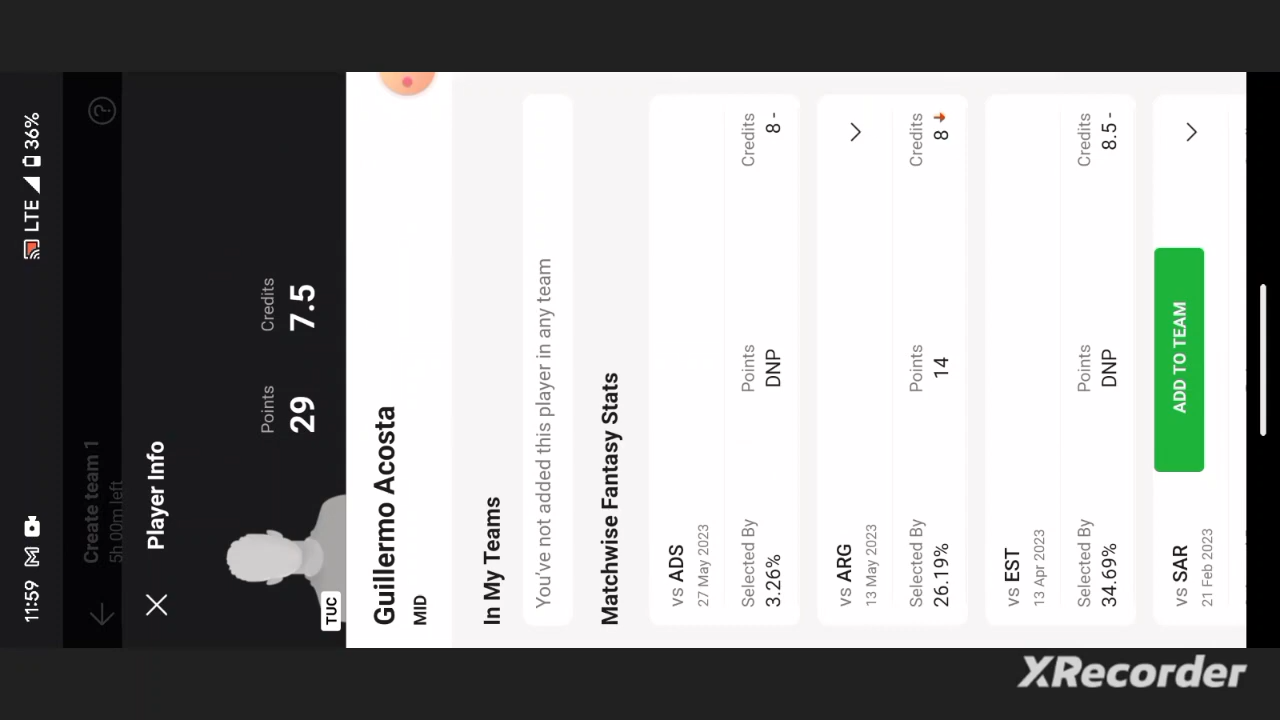 11:59
LTE 36%
Create team 1
5h 00m left
Player Info
TUC
Points
Credits
29
7.5
Guillermo Acosta
MID
In My Teams
You've not added this player in any team
Matchwise Fantasy Stats
vs ADS
27 May 2023
Selected By Points Credits
3.26% DNP 8 -
vs ARG
13 May 2023
Selected By Points Credits
26.19% 14 8
vs EST
13 Apr 2023
Selected By Points Credits
34.69% DNP 8.5 -
ADD TO TEAM
vs SAR
21 Feb 2023
XRecorder